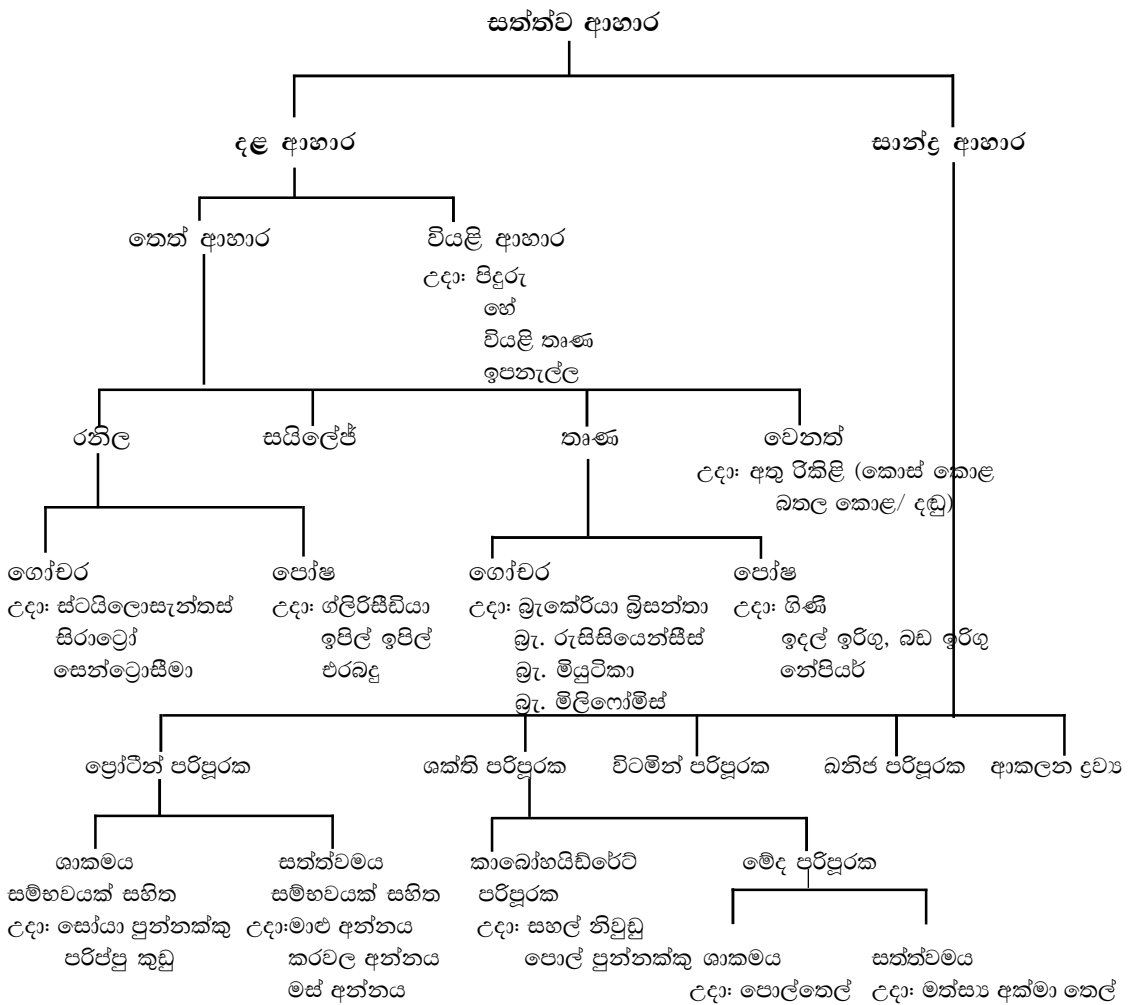 සත්ත්ව ආහාර
දළ ආහාර
සාන්ද්‍ර ආහාර
තෙත් ආහාර
වියළි ආහාර
උදා: පිදුරු
හේ
වියළි තෘණ
ඉපනැල්ල
රනිල
සයිලේජ්
තෘණ
වෙනත්
උදා: අතු රිකිළි (කොස් කොළ
බතල කොළ/ දඬු)
ගෝචර
උදා: ස්ටයිලොසැන්තස්
සිරාට්‍රෝ
සෙන්ට්‍රොසීමා
පෝෂ
උදා: ග්ලිරිසීඩියා
ඉපිල් ඉපිල්
එරබදු
ගෝචර
උදා: බ්‍රැකේරියා බ්‍රිසන්තා
බ්‍රැ. රුසිසියෙන්සීස්
බ්‍රැ. මියුටිකා
බ්‍රැ. මිලිෆෝමිස්
පෝෂ
උදා: ගිණි
ඉදල් ඉරිගු, බඩ ඉරිගු
නේපියර්
ප්‍රෝටීන් පරිපූරක
ශක්ති පරිපූරක
විටමින් පරිපූරක
ඛනිජ පරිපූරක
ආකලන ද්‍රව්‍ය
ශාකමය
සම්භවයක් සහිත
උදා: සෝයා පුන්නක්කු
පරිප්පු කුඩු
සත්ත්වමය
සම්භවයක් සහිත
උදා:මාළු අන්නය
කරවල අන්නය
මස් අන්නය
කාබෝහයිඩ්රේට්
පරිපූරක
උදා: සහල් නිවුඩු
පොල් පුන්නක්කු
මේද පරිපූරක
ශාකමය
උදා: පොල්තෙල්
සත්ත්වමය
උදා: මත්ස්‍ය අක්මා තෙල්